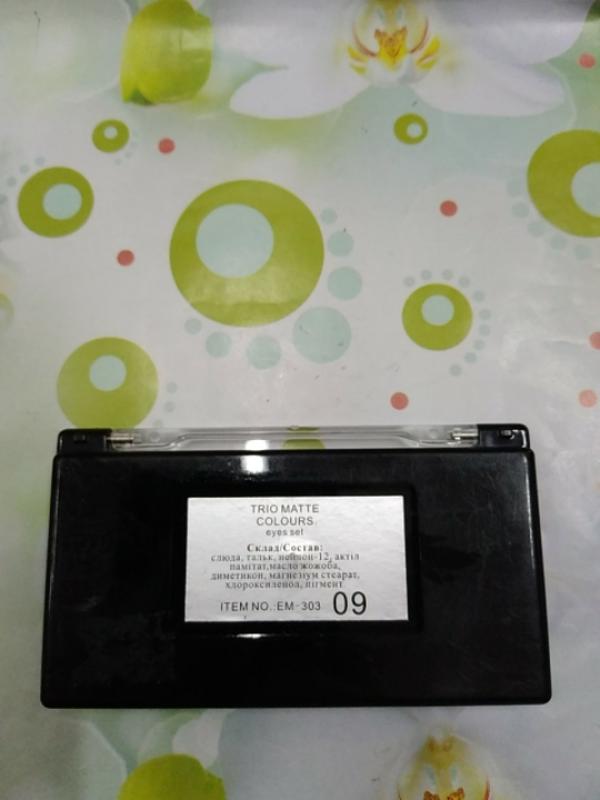 TRIO MATTE
COLOURS
eyes set
Склад/Состав:
слюда, тальк, нейлон-12, актіл
памітат,масло жожоба,
диметикон, магнезиум стеарат,
хлороксиленол, пігмент.
ITEM NO.:EM-303 09